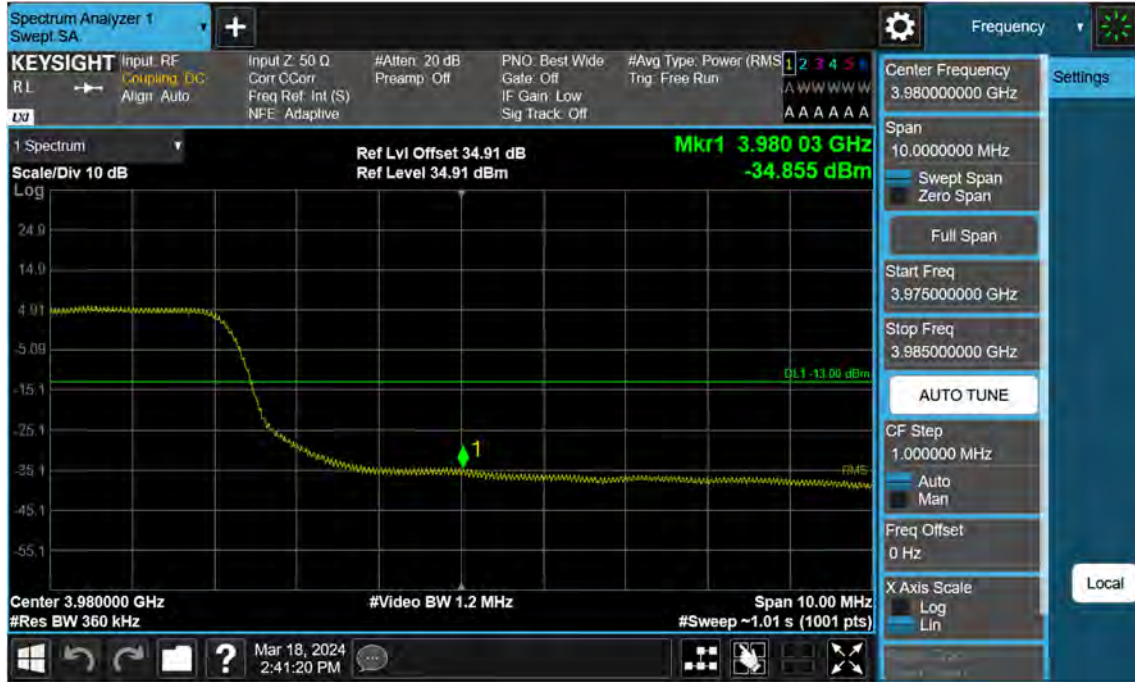 Spectrum Analyzer 1
Swept SA
Frequency
KEYSIGHT
RL
LXI
Input: RF
Coupling: DC
Align: Auto
Input Z: 50 Ω
Corr CCorr
Freq Ref: Int (S)
NFE: Adaptive
#Atten: 20 dB
Preamp: Off
PNO: Best Wide
Gate: Off
IF Gain: Low
Sig Track: Off
#Avg Type: Power (RMS
Trig: Free Run
1 2 3 4 5 6
A W W W W W
A A A A A A
Center Frequency
3.980000000 GHz
Settings
1 Spectrum
Scale/Div 10 dB
Log
Ref Lvl Offset 34.91 dB
Ref Level 34.91 dBm
Mkr1 3.980 03 GHz
-34.855 dBm
24.9
14.9
4.91
-5.09
-15.1
-25.1
-35.1
-45.1
-55.1
DL1 -13.00 dBm
1
RMS
Center 3.980000 GHz
#Res BW 360 kHz
#Video BW 1.2 MHz
Span 10.00 MHz
#Sweep ~1.01 s (1001 pts)
Span
10.0000000 MHz
Swept Span
Zero Span
Full Span
Start Freq
3.975000000 GHz
Stop Freq
3.985000000 GHz
AUTO TUNE
CF Step
1.000000 MHz
Auto
Man
Freq Offset
0 Hz
X Axis Scale
Log
Lin
Local
?
Mar 18, 2024
2:41:20 PM